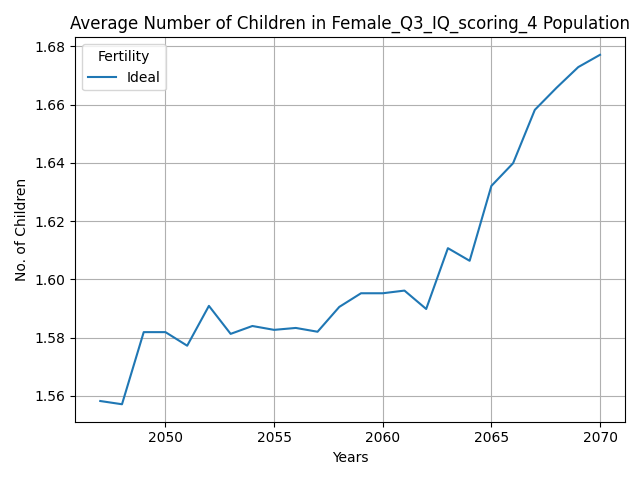 Average Number of Children in Female_Q3_IQ_scoring_4 Population
1.68
1.66
1.64
1.62
1.60
1.58
1.56
No. of Children
Fertility
Ideal
2050
2055
2060
2065
2070
Years